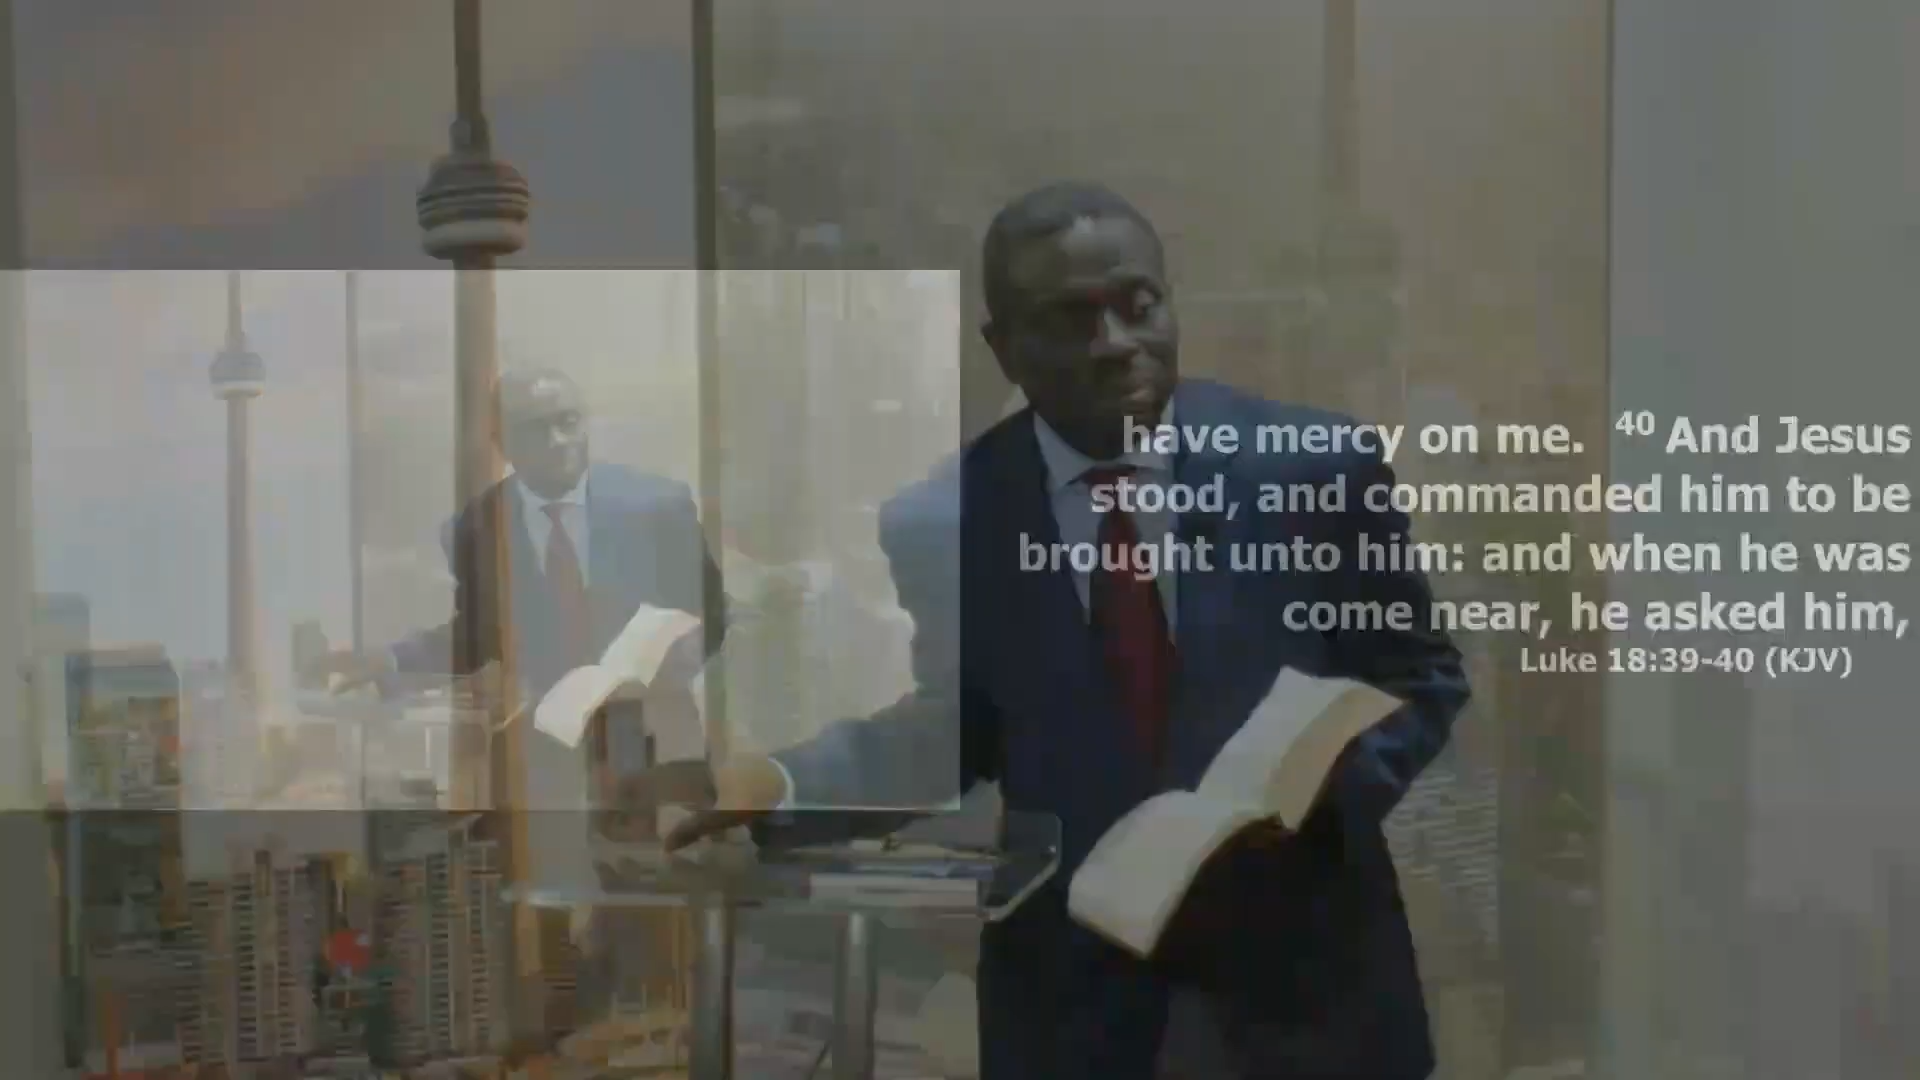 have mercy on me. 40 And Jesus
stood, and commanded him to be
brought unto him: and when he was
come near, he asked him,
Luke 18:39-40 (KJV)